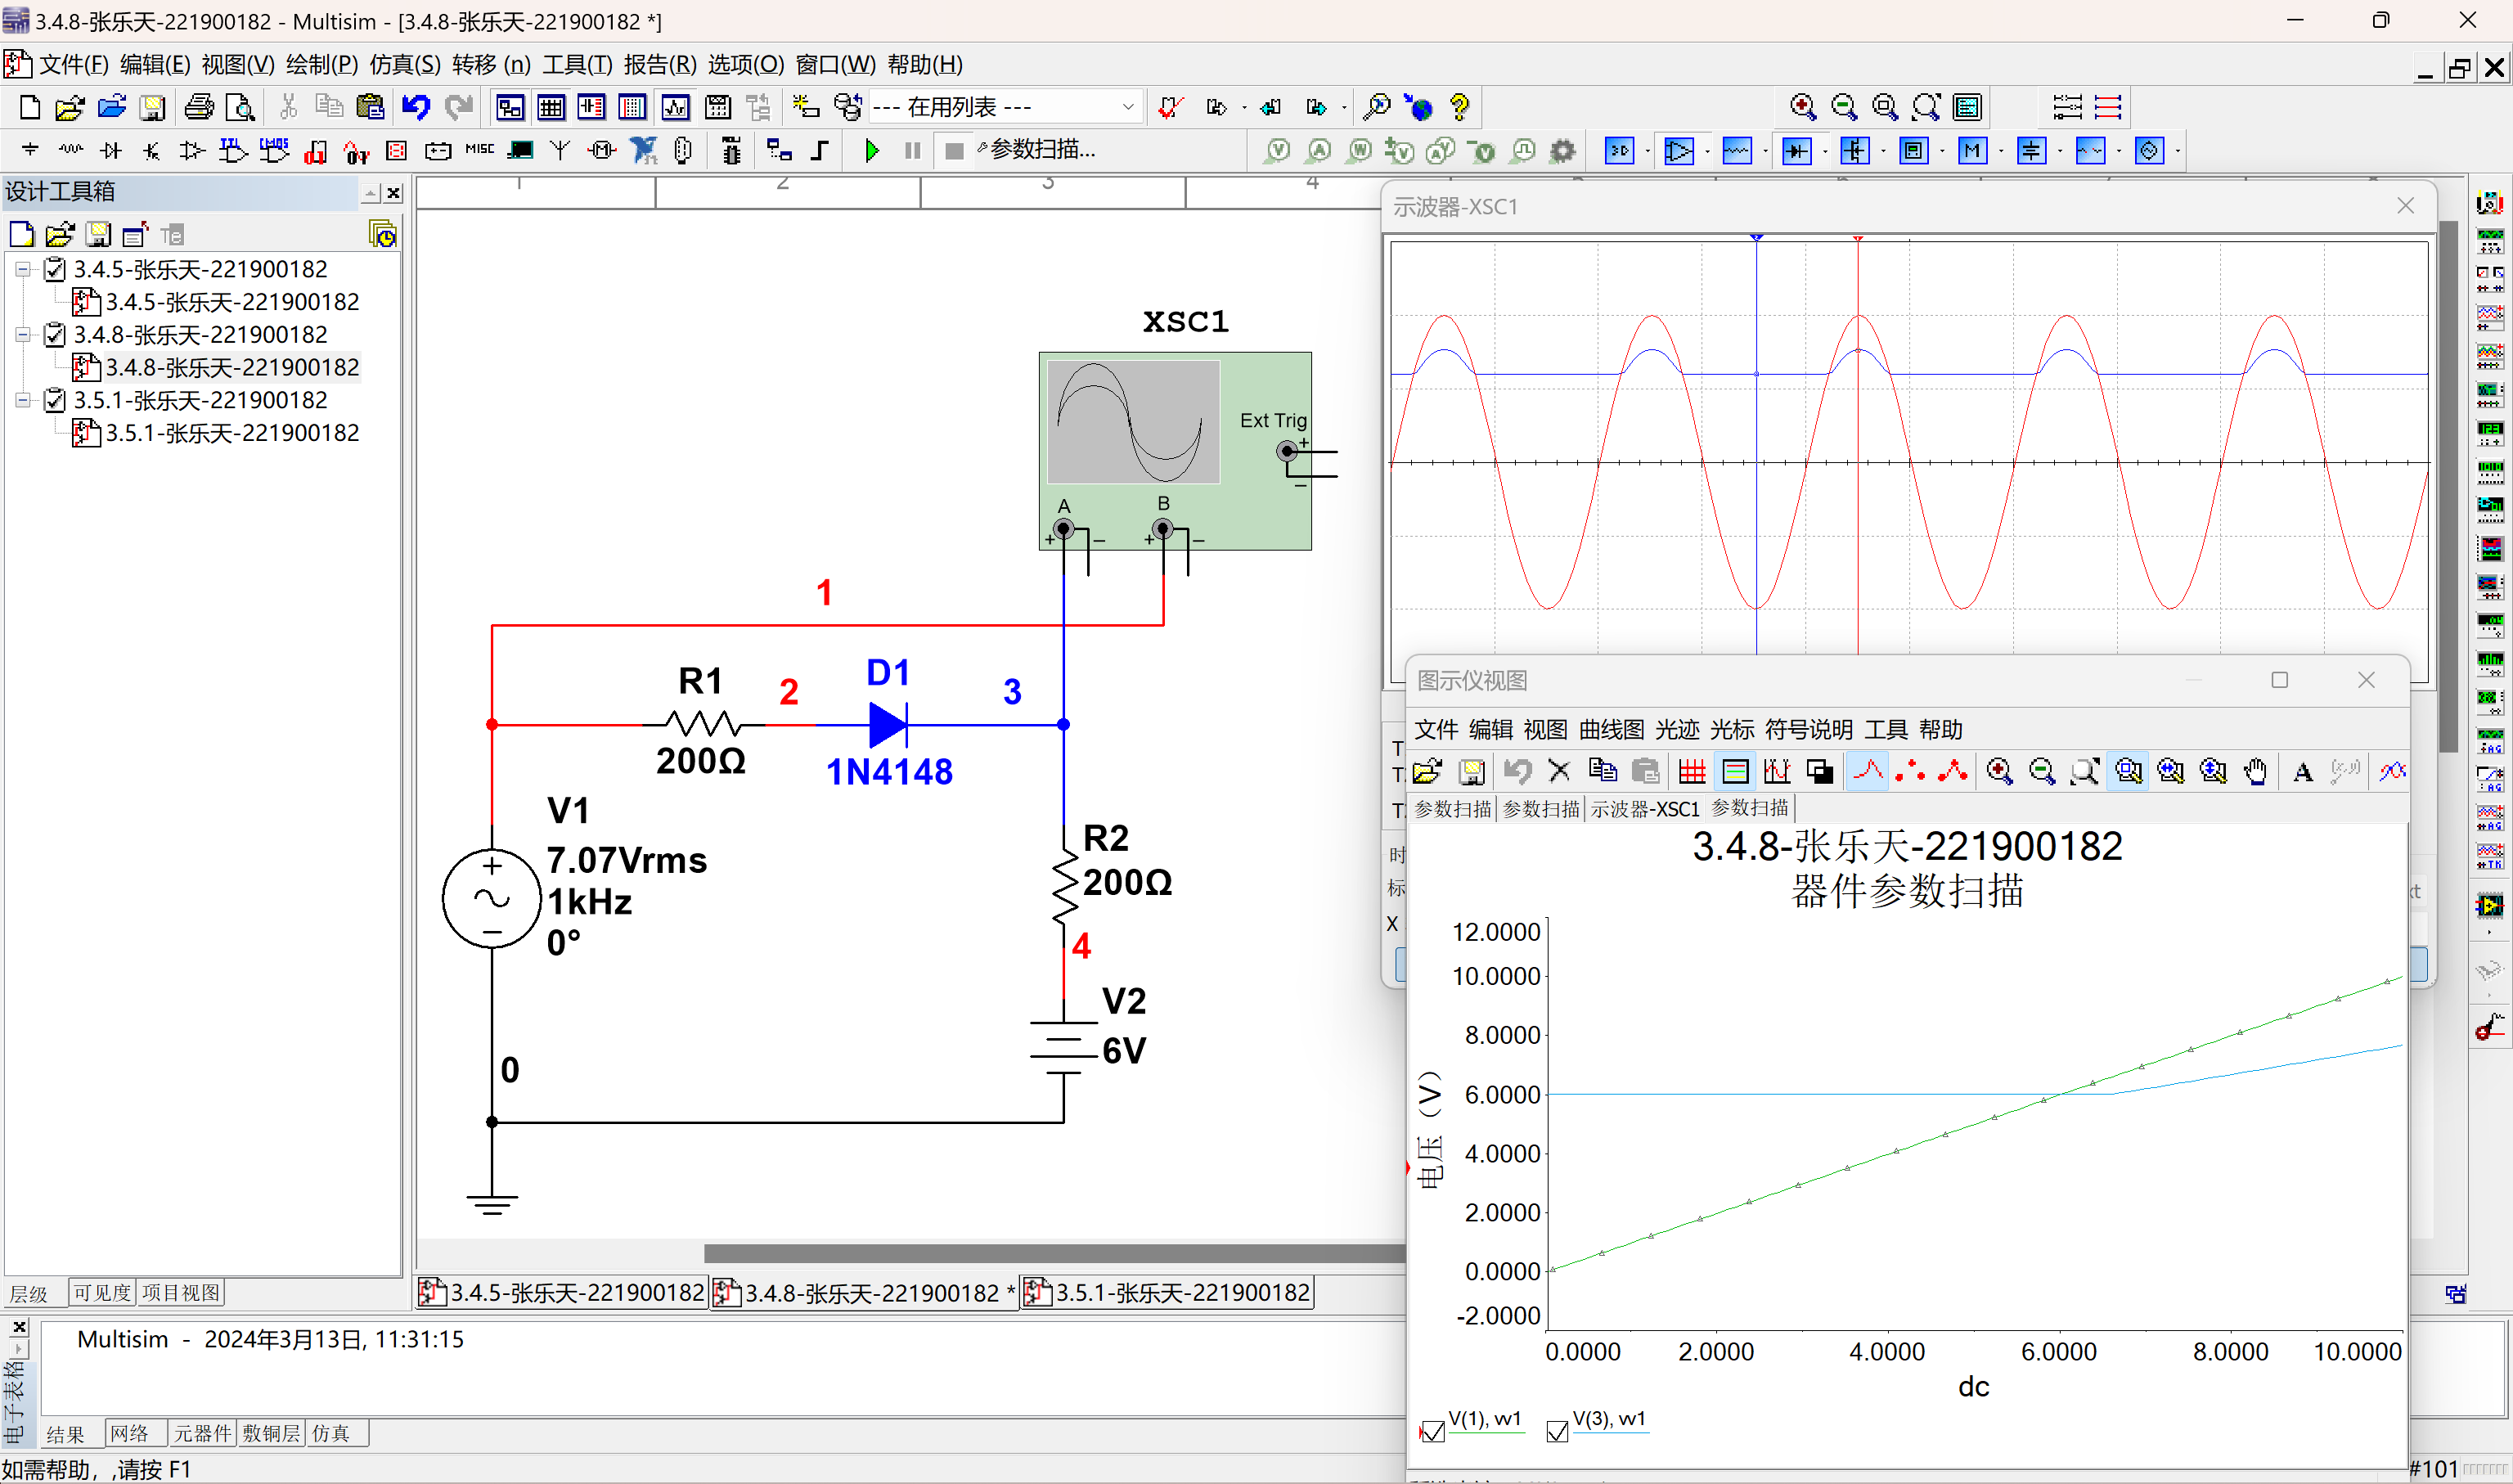 3.4.8-张乐天-221900182 - Multisim - [3.4.8-张乐天-221900182 *]
文件(F) 编辑(E) 视图(V) 绘制(P) 仿真(S) 转移 (n) 工具(T) 报告(R) 选项(O) 窗口(W) 帮助(H)
--- 在用列表 ---
MISC 参数扫描...
设计工具箱
3.4.5-张乐天-221900182
3.4.5-张乐天-221900182
3.4.8-张乐天-221900182
3.4.8-张乐天-221900182
3.5.1-张乐天-221900182
3.5.1-张乐天-221900182
层级 可见度 项目视图
1 2 3 4
XSC1
Ext Trig
A B
1
R1
200Ω
2
D1
1N4148
3
V1
7.07Vrms
1kHz
0°
R2
200Ω
4
V2
6V
0
示波器-XSC1
图示仪视图
文件 编辑 视图 曲线图 光迹 光标 符号说明 工具 帮助
参数扫描 参数扫描 示波器-XSC1 参数扫描
3.4.8-张乐天-221900182
器件参数扫描
电压 (V)
12.0000
10.0000
8.0000
6.0000
4.0000
2.0000
0.0000
-2.0000
0.0000 2.0000 4.0000 6.0000 8.0000 10.0000
dc
V(1), vv1 V(3), vv1
3.4.5-张乐天-221900182 3.4.8-张乐天-221900182 * 3.5.1-张乐天-221900182
Multisim - 2024年3月13日, 11:31:15
电子表格
结果 网络 元器件 敷铜层 仿真
如需帮助，,请按 F1
#101